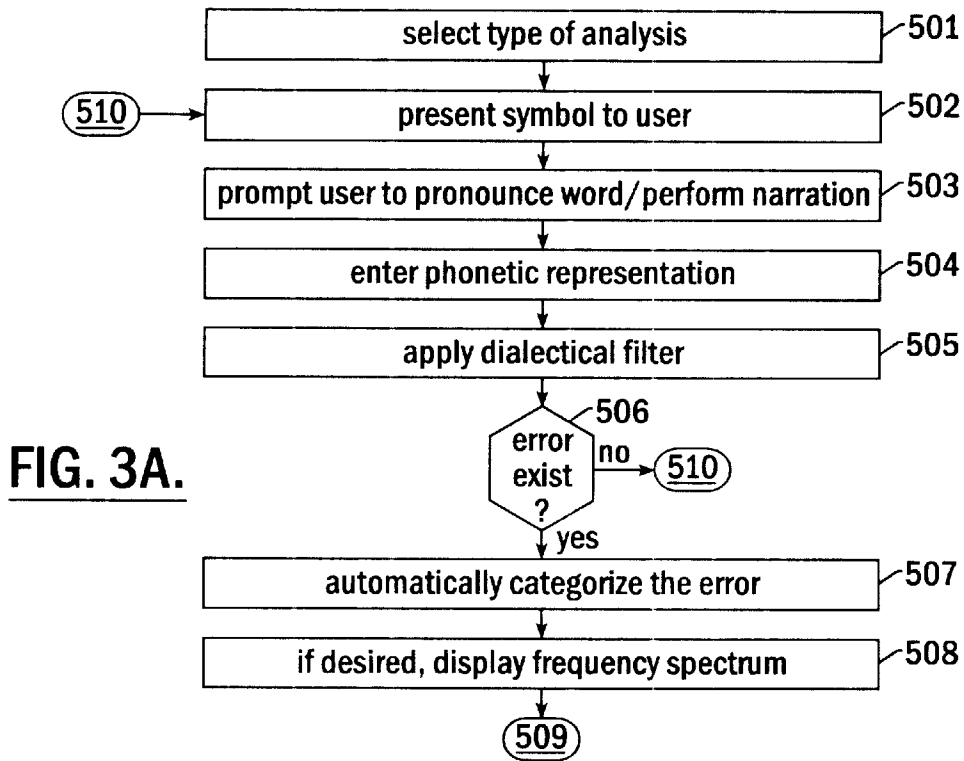 select type of analysis 501
510 present symbol to user 502
prompt user to pronounce word/perform narration 503
enter phonetic representation 504
apply dialectical filter 505
506
error
exist
?
no
510
FIG. 3A.
yes
automatically categorize the error 507
if desired, display frequency spectrum 508
509